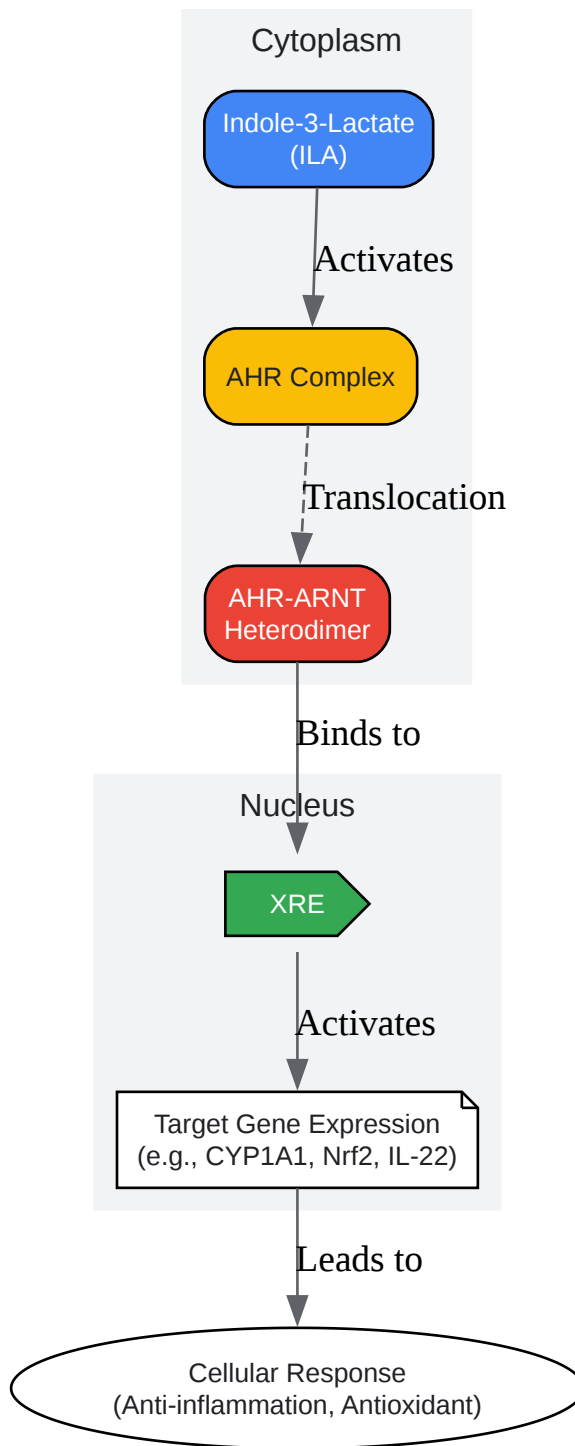 Cytoplasm
Indole-3-Lactate
(ILA)
Activates
AHR Complex
Translocation
AHR-ARNT
Heterodimer
Binds to
Nucleus
XRE
Activates
Target Gene Expression
(e.g., CYP1A1, Nrf2, IL-22)
Leads to
Cellular Response
(Anti-inflammation, Antioxidant)